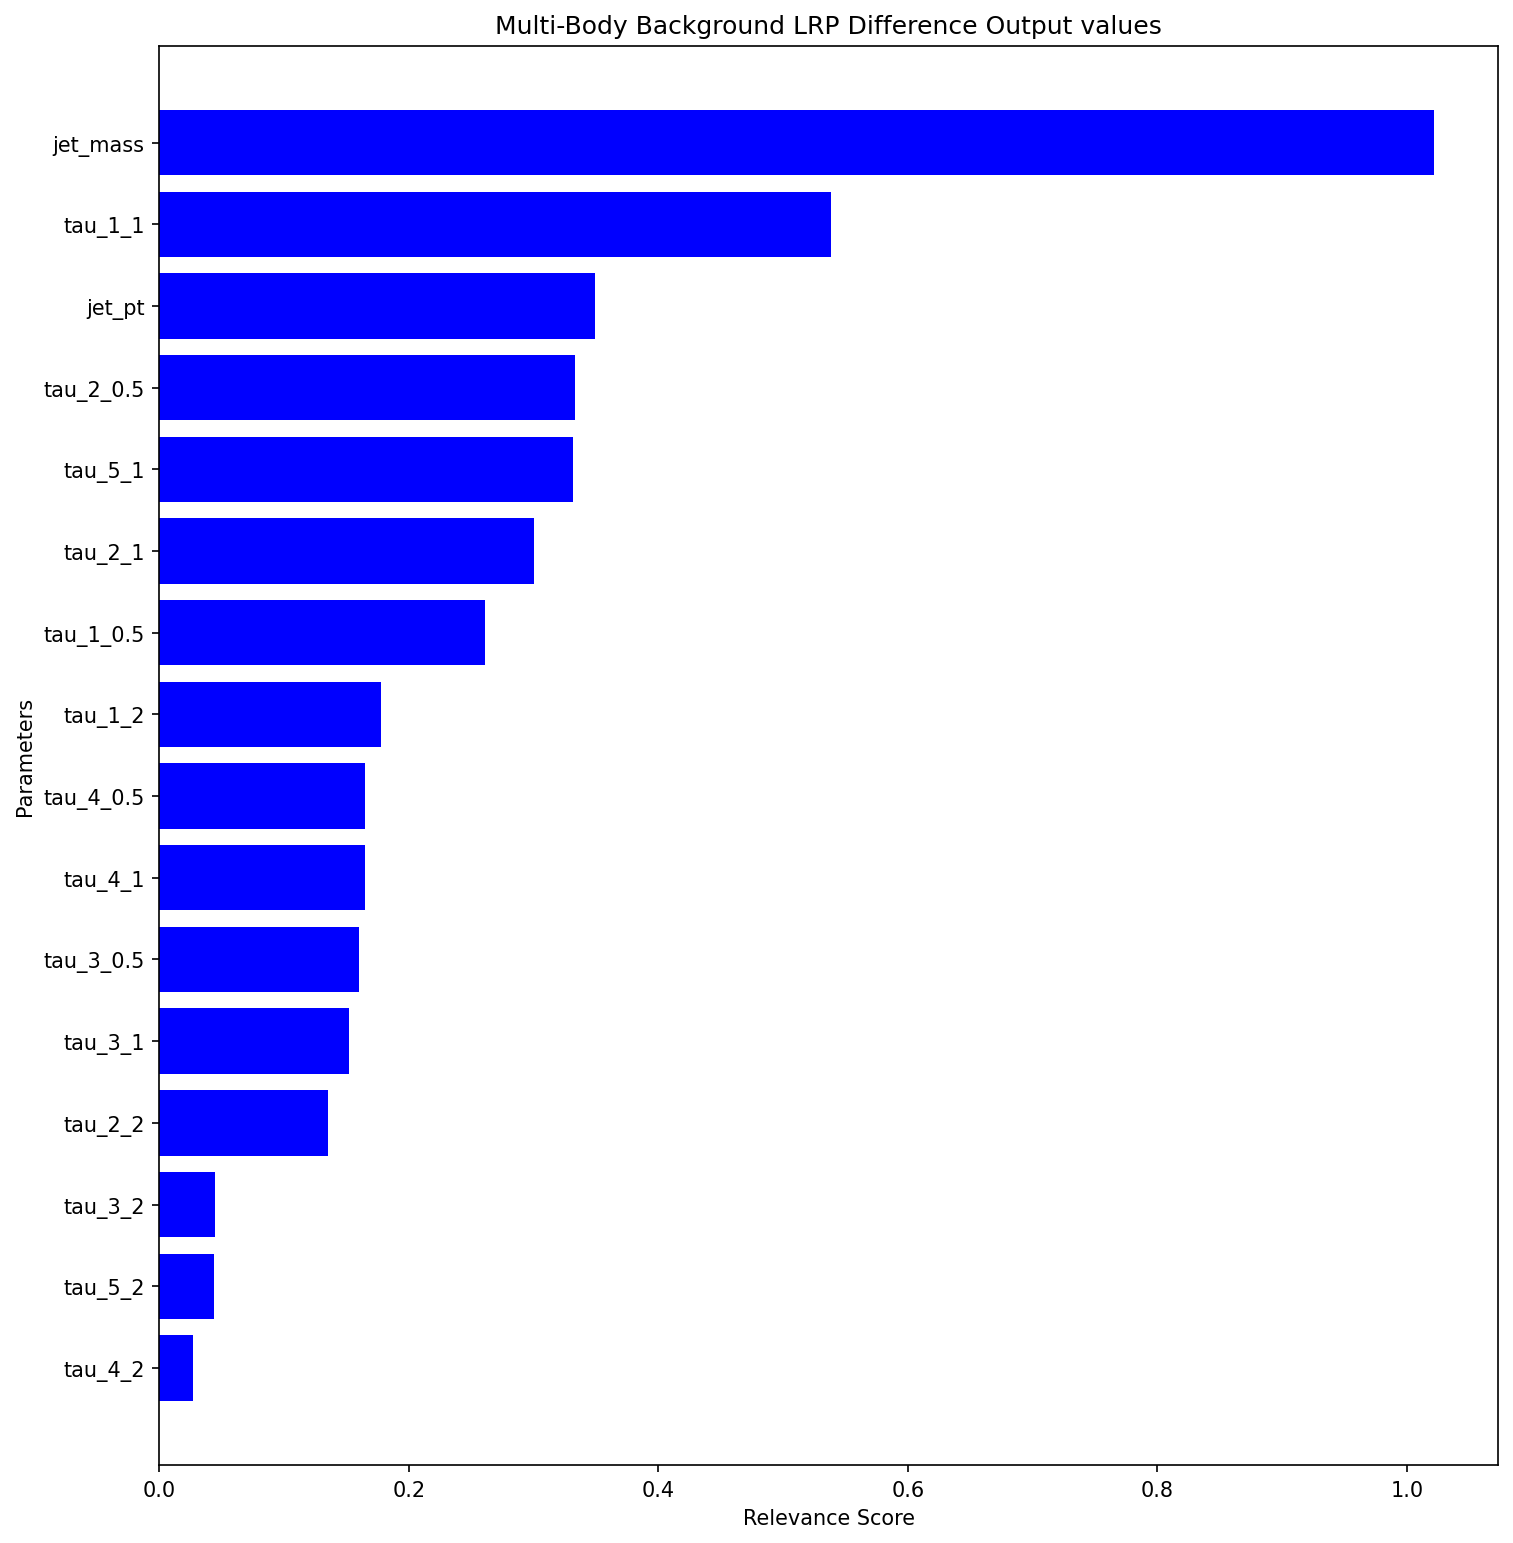 Multi-Body Background LRP Difference Output values
jet_mass
tau_1_1
jet_pt
tau_2_0.5
tau_5_1
tau_2_1
tau_1_0.5
tau_1_2
tau_4_0.5
tau_4_1
tau_3_0.5
tau_3_1
tau_2_2
tau_3_2
tau_5_2
tau_4_2
Parameters
0.0 0.2 0.4 0.6 0.8 1.0
Relevance Score